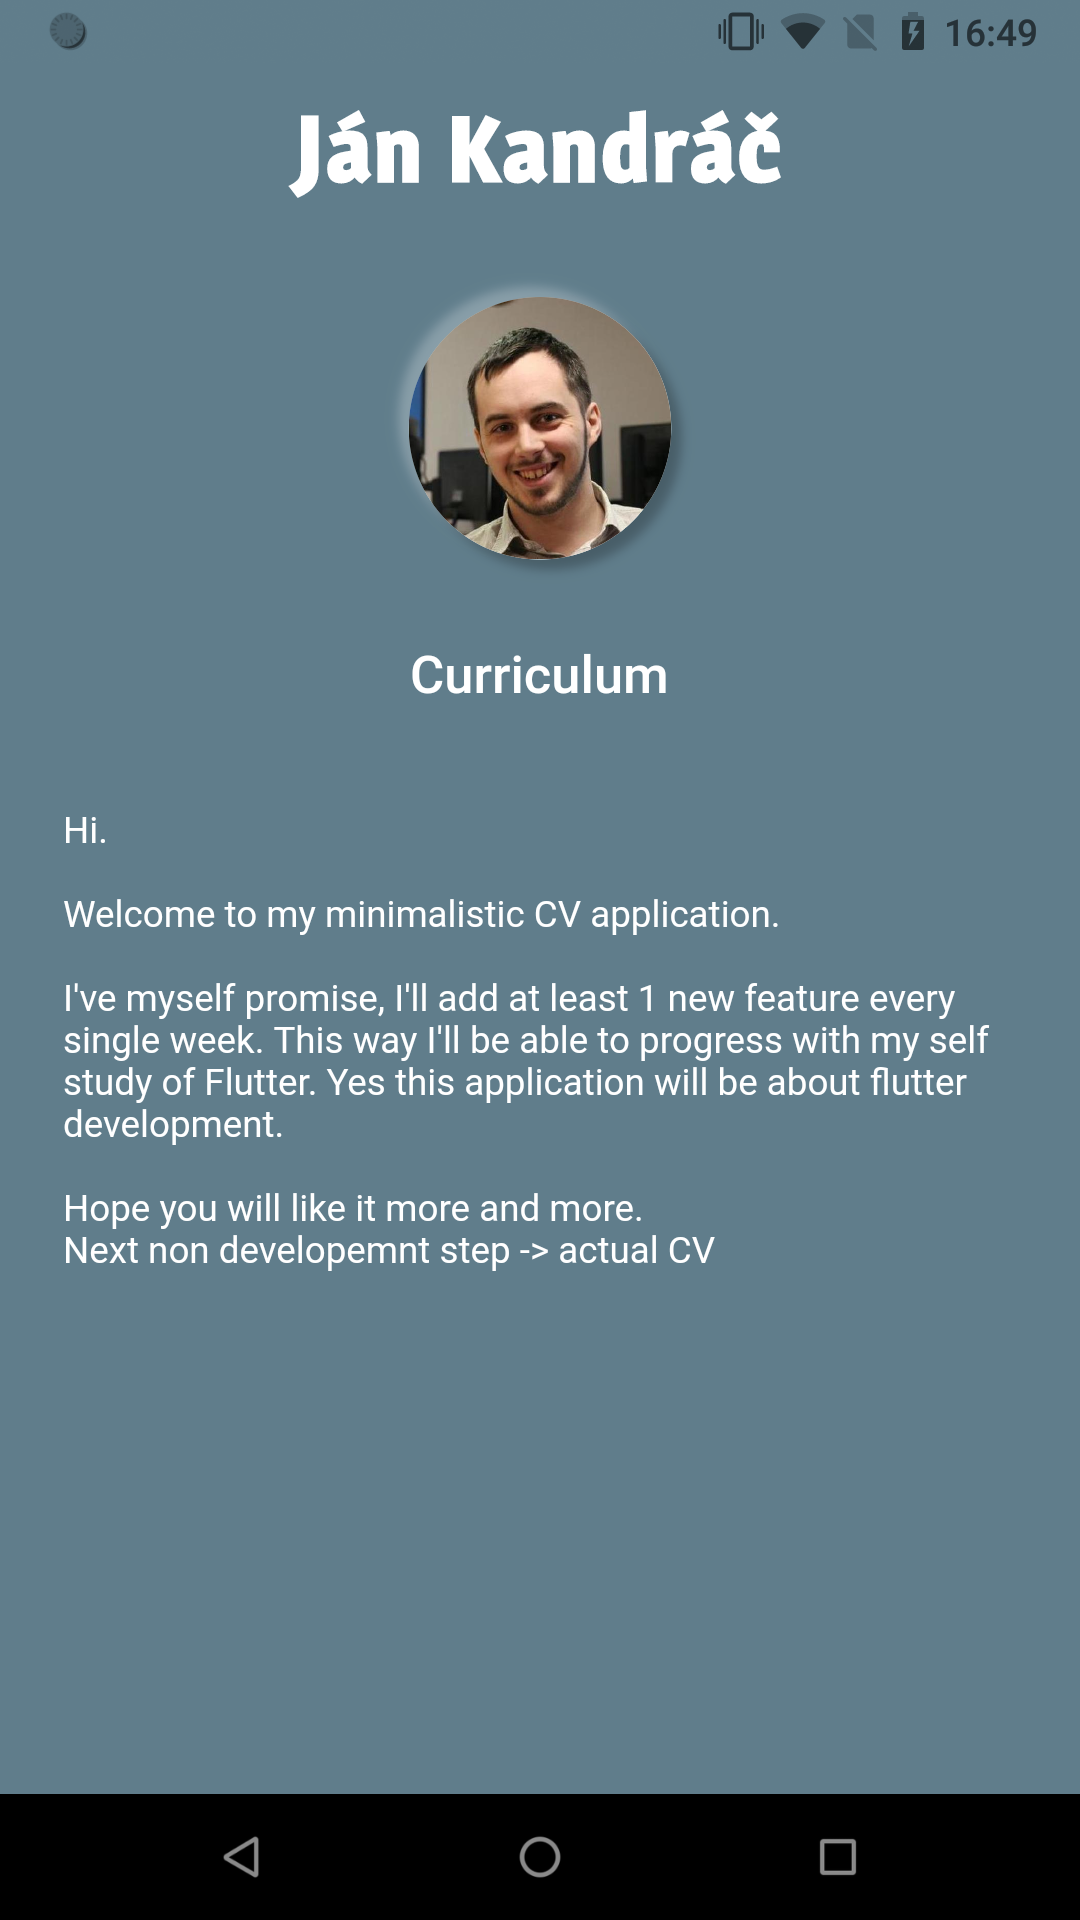 16:49
Ján Kandráč
Curriculum
Hi.
Welcome to my minimalistic CV application.
I've myself promise, I'll add at least 1 new feature every
single week. This way I'll be able to progress with my self
study of Flutter. Yes this application will be about flutter
development.
Hope you will like it more and more.
Next non developemnt step -> actual CV